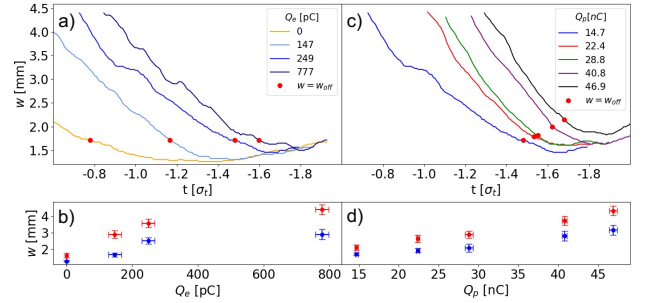 a)
Q_e [pC]
0
147
249
777
w = w_off
w [mm]
4.5
4.0
3.5
3.0
2.5
2.0
1.5
-0.8 -1.0 -1.2 -1.4 -1.6 -1.8
t [σ_t]
c)
Q_p [nC]
14.7
22.4
28.8
40.8
46.9
w = w_off
-0.8 -1.0 -1.2 -1.4 -1.6 -1.8
t [σ_t]
b)
w [mm]
4
3
2
0 200 400 600 800
Q_e [pC]
d)
15 20 25 30 35 40 45
Q_p [nC]